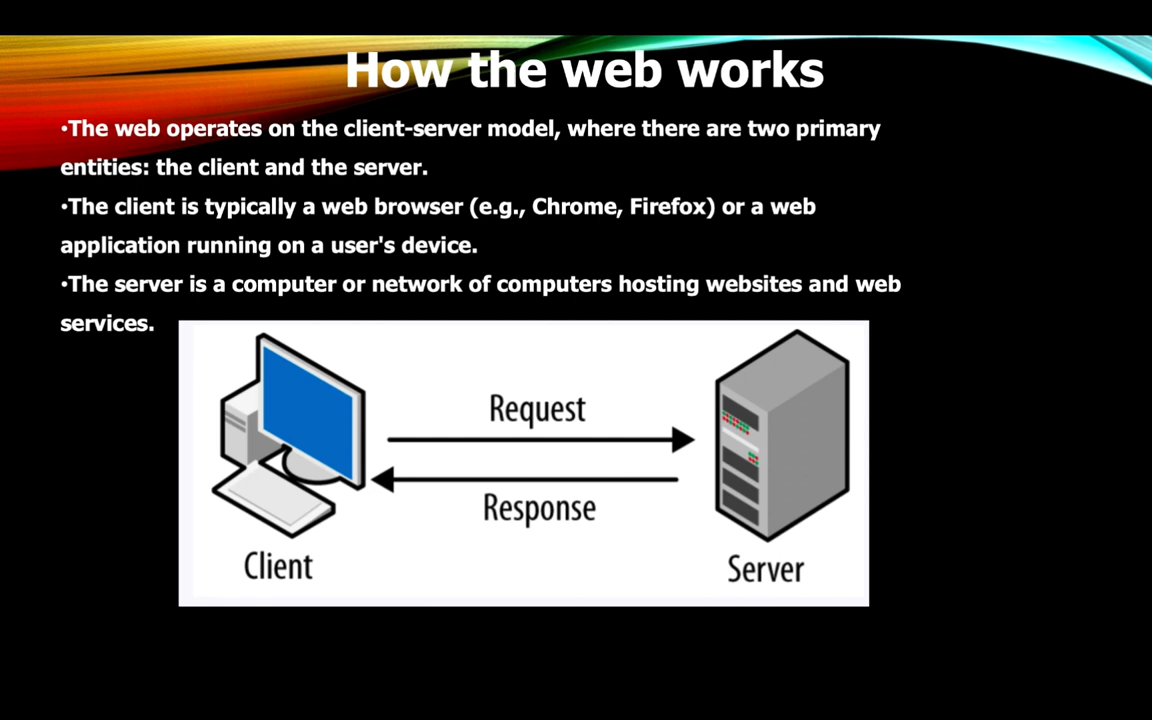 How the web works
•The web operates on the client-server model, where there are two primary
entities: the client and the server.
•The client is typically a web browser (e.g., Chrome, Firefox) or a web
application running on a user's device.
•The server is a computer or network of computers hosting websites and web
services.
Request
Response
Client
Server